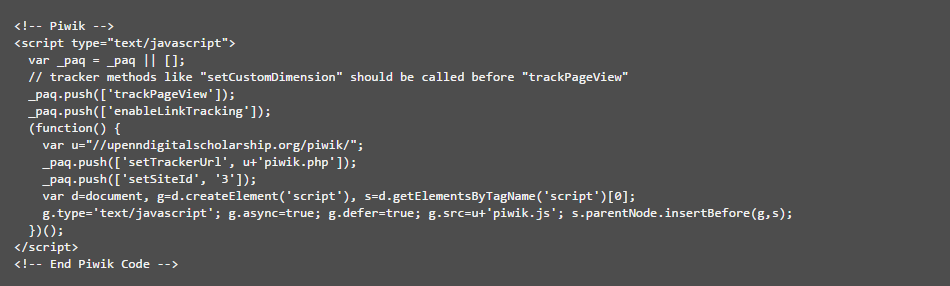 <!-- Piwik -->
<script type="text/javascript">
  var _paq = _paq || [];
  // tracker methods like "setCustomDimension" should be called before "trackPageView"
  _paq.push(['trackPageView']);
  _paq.push(['enableLinkTracking']);
  (function() {
    var u="//upenndigitalscholarship.org/piwik/";
    _paq.push(['setTrackerUrl', u+'piwik.php']);
    _paq.push(['setSiteId', '3']);
    var d=document, g=d.createElement('script'), s=d.getElementsByTagName('script')[0];
    g.type='text/javascript'; g.async=true; g.defer=true; g.src=u+'piwik.js'; s.parentNode.insertBefore(g,s);
  })();
</script>
<!-- End Piwik Code -->